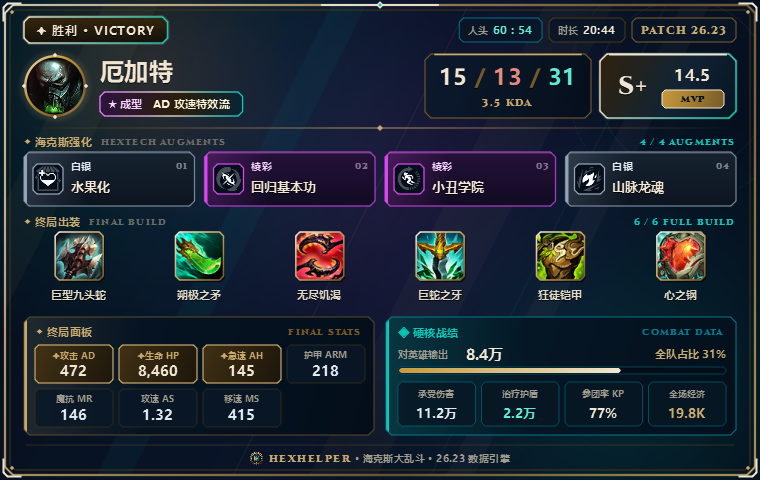 ✦ 胜利 • VICTORY
人头 60 : 54
时长 20:44
PATCH 26.23
厄加特
★ 成型 AD 攻速特效流
15 / 13 / 31
3.5 KDA
S+
14.5
MVP
✦ 海克斯强化 HEXTECH AUGMENTS
4 / 4 AUGMENTS
白银 01
水果化
棱彩 02
回归基本功
棱彩 03
小丑学院
白银 04
山脉龙魂
✦ 终局出装 FINAL BUILD
6 / 6 FULL BUILD
巨型九头蛇
朔极之矛
无尽饥渴
巨蛇之牙
狂徒铠甲
心之钢
✦ 终局面板 FINAL STATS
✦攻击 AD
472
✦生命 HP
8,460
✦急速 AH
145
护甲 ARM
218
魔抗 MR
146
攻速 AS
1.32
移速 MS
415
◆ 硬核战绩 COMBAT DATA
对英雄输出 8.4万 全队占比 31%
承受伤害
11.2万
治疗护盾
2.2万
参团率 KP
77%
全场经济
19.8K
HEXHELPER • 海克斯大乱斗 • 26.23 数据引擎